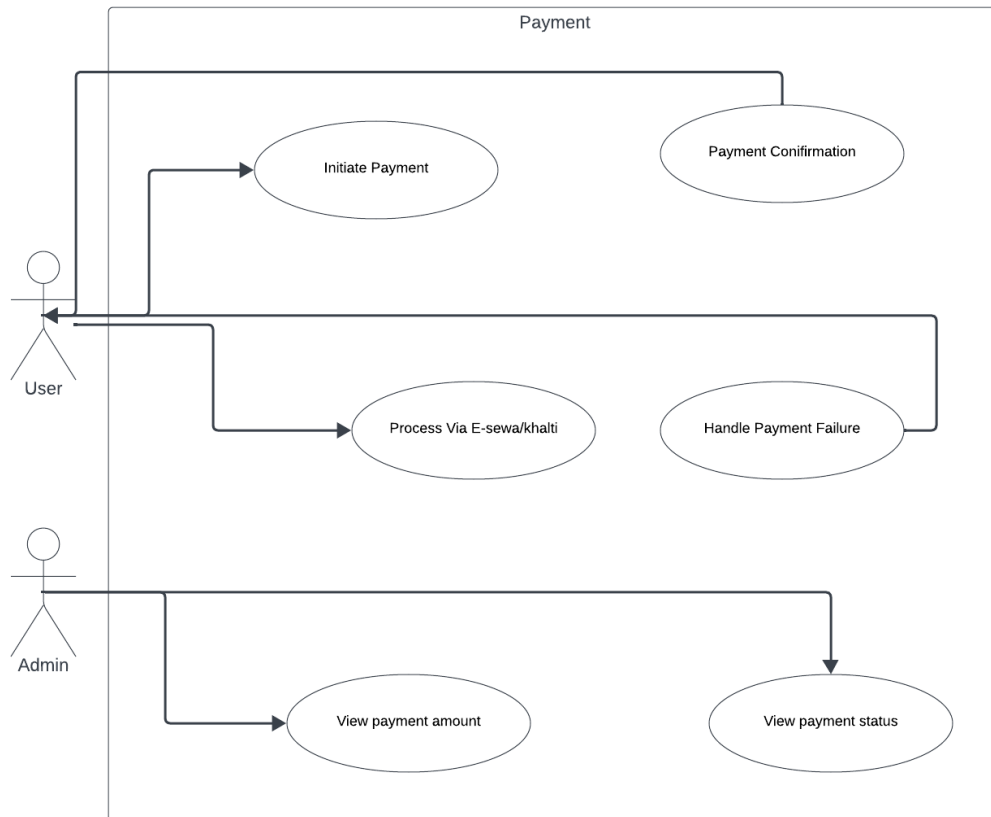 Payment
Payment Conifirmation
Initiate Payment
User
Process Via E-sewa/khalti
Handle Payment Failure
Admin
View payment amount
View payment status